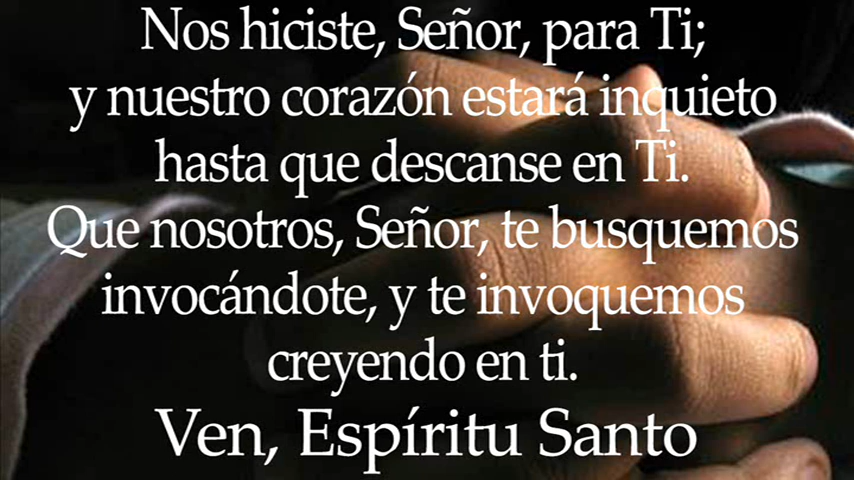 Nos hiciste, Señor, para Ti;
y nuestro corazón estará inquieto
hasta que descanse en Ti.
Que nosotros, Señor, te busquemos
invocándote, y te invoquemos
creyendo en ti.
Ven, Espíritu Santo